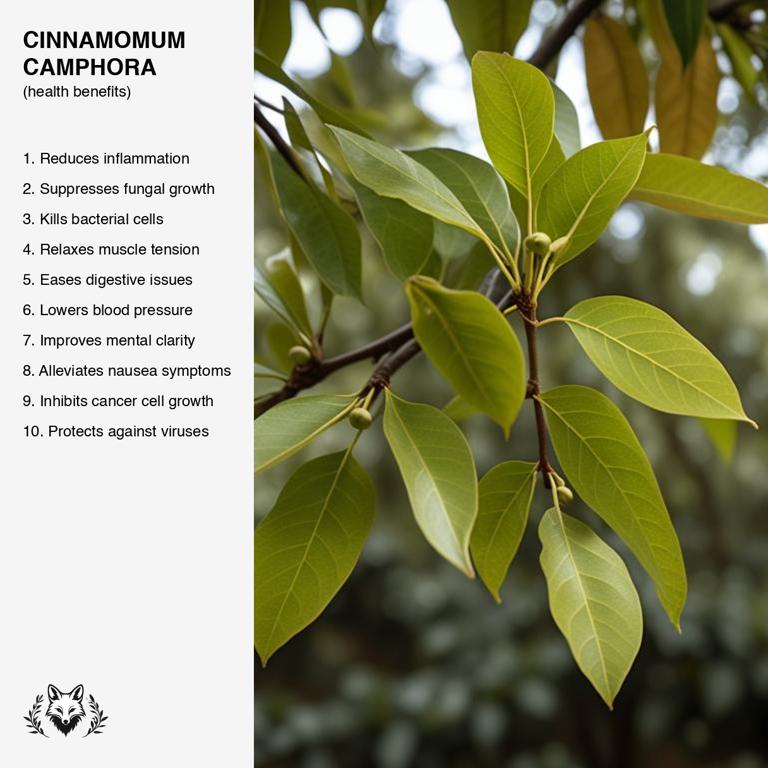 CINNAMOMUM
CAMPHORA
(health benefits)
1. Reduces inflammation
2. Suppresses fungal growth
3. Kills bacterial cells
4. Relaxes muscle tension
5. Eases digestive issues
6. Lowers blood pressure
7. Improves mental clarity
8. Alleviates nausea symptoms
9. Inhibits cancer cell growth
10. Protects against viruses